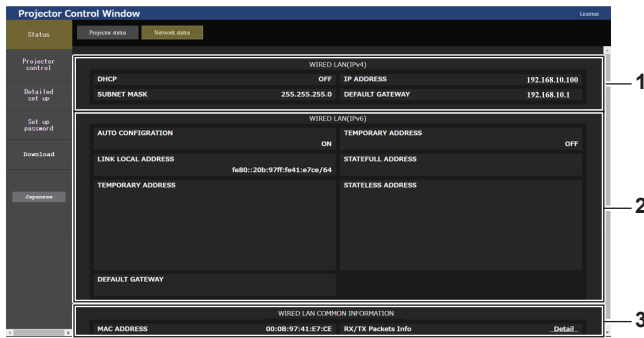 Projector Control Window
License
Status
Projector status
Network status
Projector control
Detailed set up
Set up password
Download
Japanese
WIRED LAN(IPv4)
DHCP OFF IP ADDRESS 192.168.10.100
SUBNET MASK 255.255.255.0 DEFAULT GATEWAY 192.168.10.1
1
WIRED LAN(IPv6)
AUTO CONFIGRATION ON TEMPORARY ADDRESS OFF
LINK LOCAL ADDRESS fe80::20b:97ff:fe41:e7ce/64 STATEFULL ADDRESS
TEMPORARY ADDRESS STATELESS ADDRESS
DEFAULT GATEWAY
2
WIRED LAN COMMON INFORMATION
MAC ADDRESS 00:0B:97:41:E7:CE RX/TX Packets Info Detail
3